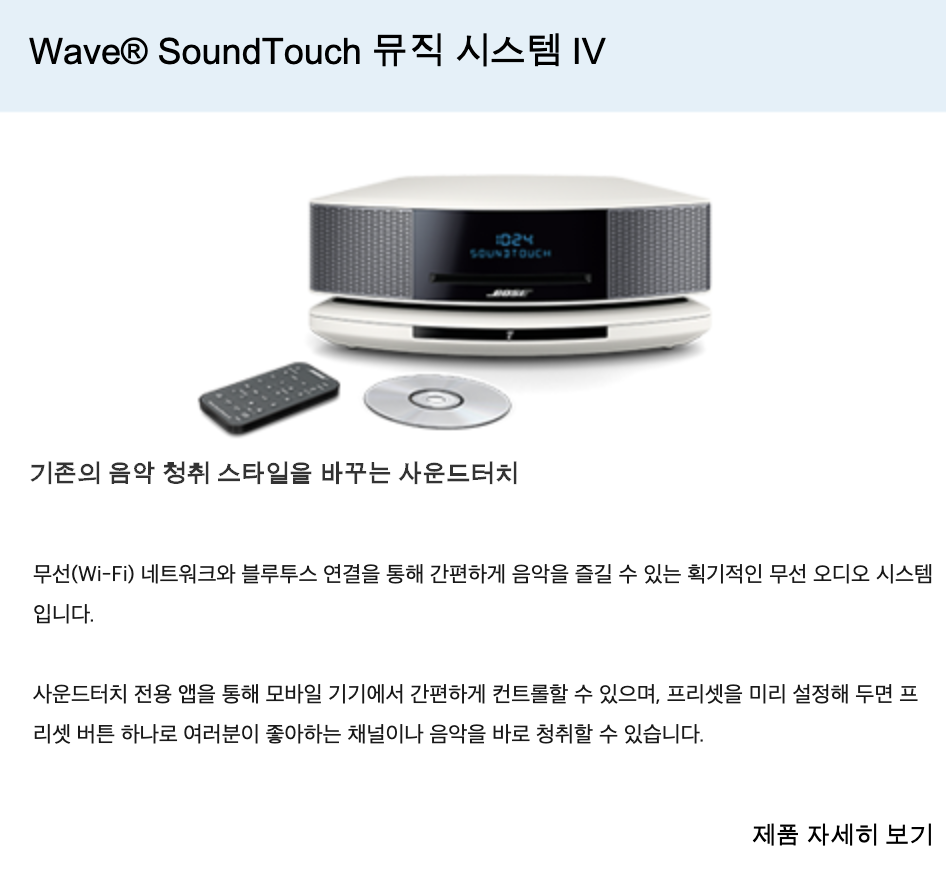 Wave® SoundTouch 뮤직 시스템 IV
1024
SOUNDTOUCH
BOSE
기존의 음악 청취 스타일을 바꾸는 사운드터치
무선(Wi-Fi) 네트워크와 블루투스 연결을 통해 간편하게 음악을 즐길 수 있는 획기적인 무선 오디오 시스템
입니다.
사운드터치 전용 앱을 통해 모바일 기기에서 간편하게 컨트롤할 수 있으며, 프리셋을 미리 설정해 두면 프
리셋 버튼 하나로 여러분이 좋아하는 채널이나 음악을 바로 청취할 수 있습니다.
제품 자세히 보기